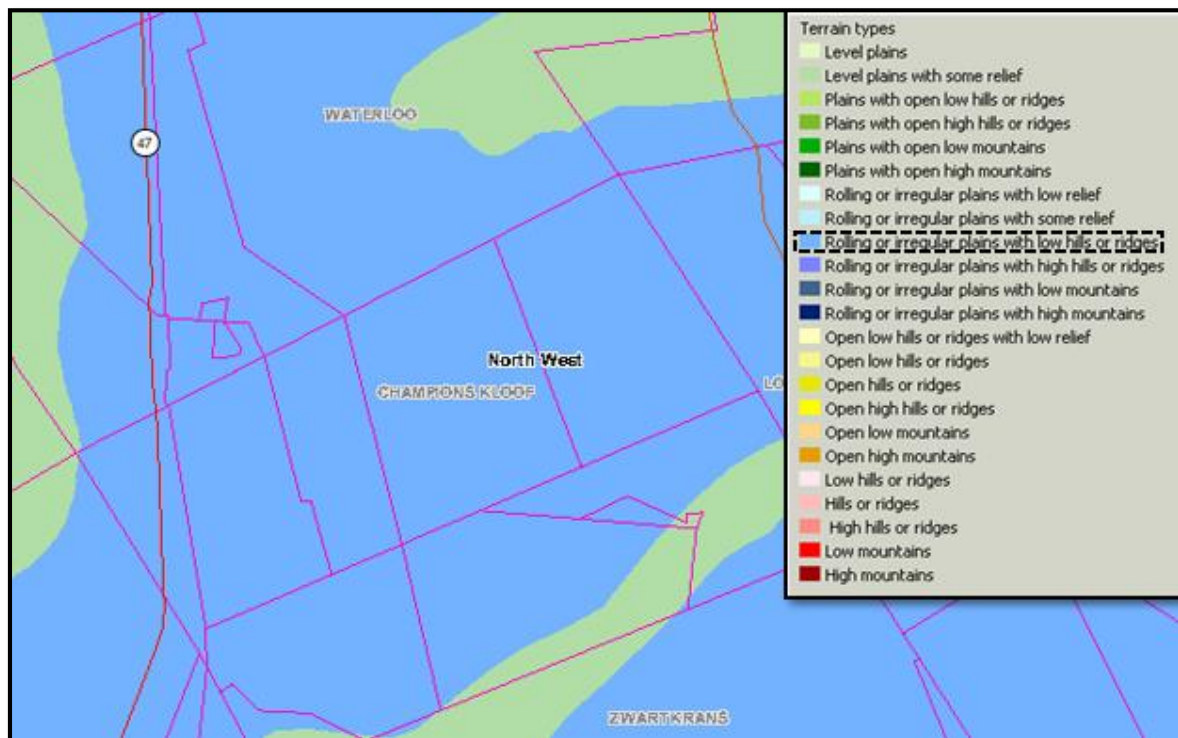 WATERLOO
47
North West
CHAMPIONS KLOOF
LO
ZWARTKRANS
Terrain types
Level plains
Level plains with some relief
Plains with open low hills or ridges
Plains with open high hills or ridges
Plains with open low mountains
Plains with open high mountains
Rolling or irregular plains with low relief
Rolling or irregular plains with some relief
Rolling or irregular plains with low hills or ridges
Rolling or irregular plains with high hills or ridges
Rolling or irregular plains with low mountains
Rolling or irregular plains with high mountains
Open low hills or ridges with low relief
Open low hills or ridges
Open hills or ridges
Open high hills or ridges
Open low mountains
Open high mountains
Low hills or ridges
Hills or ridges
High hills or ridges
Low mountains
High mountains